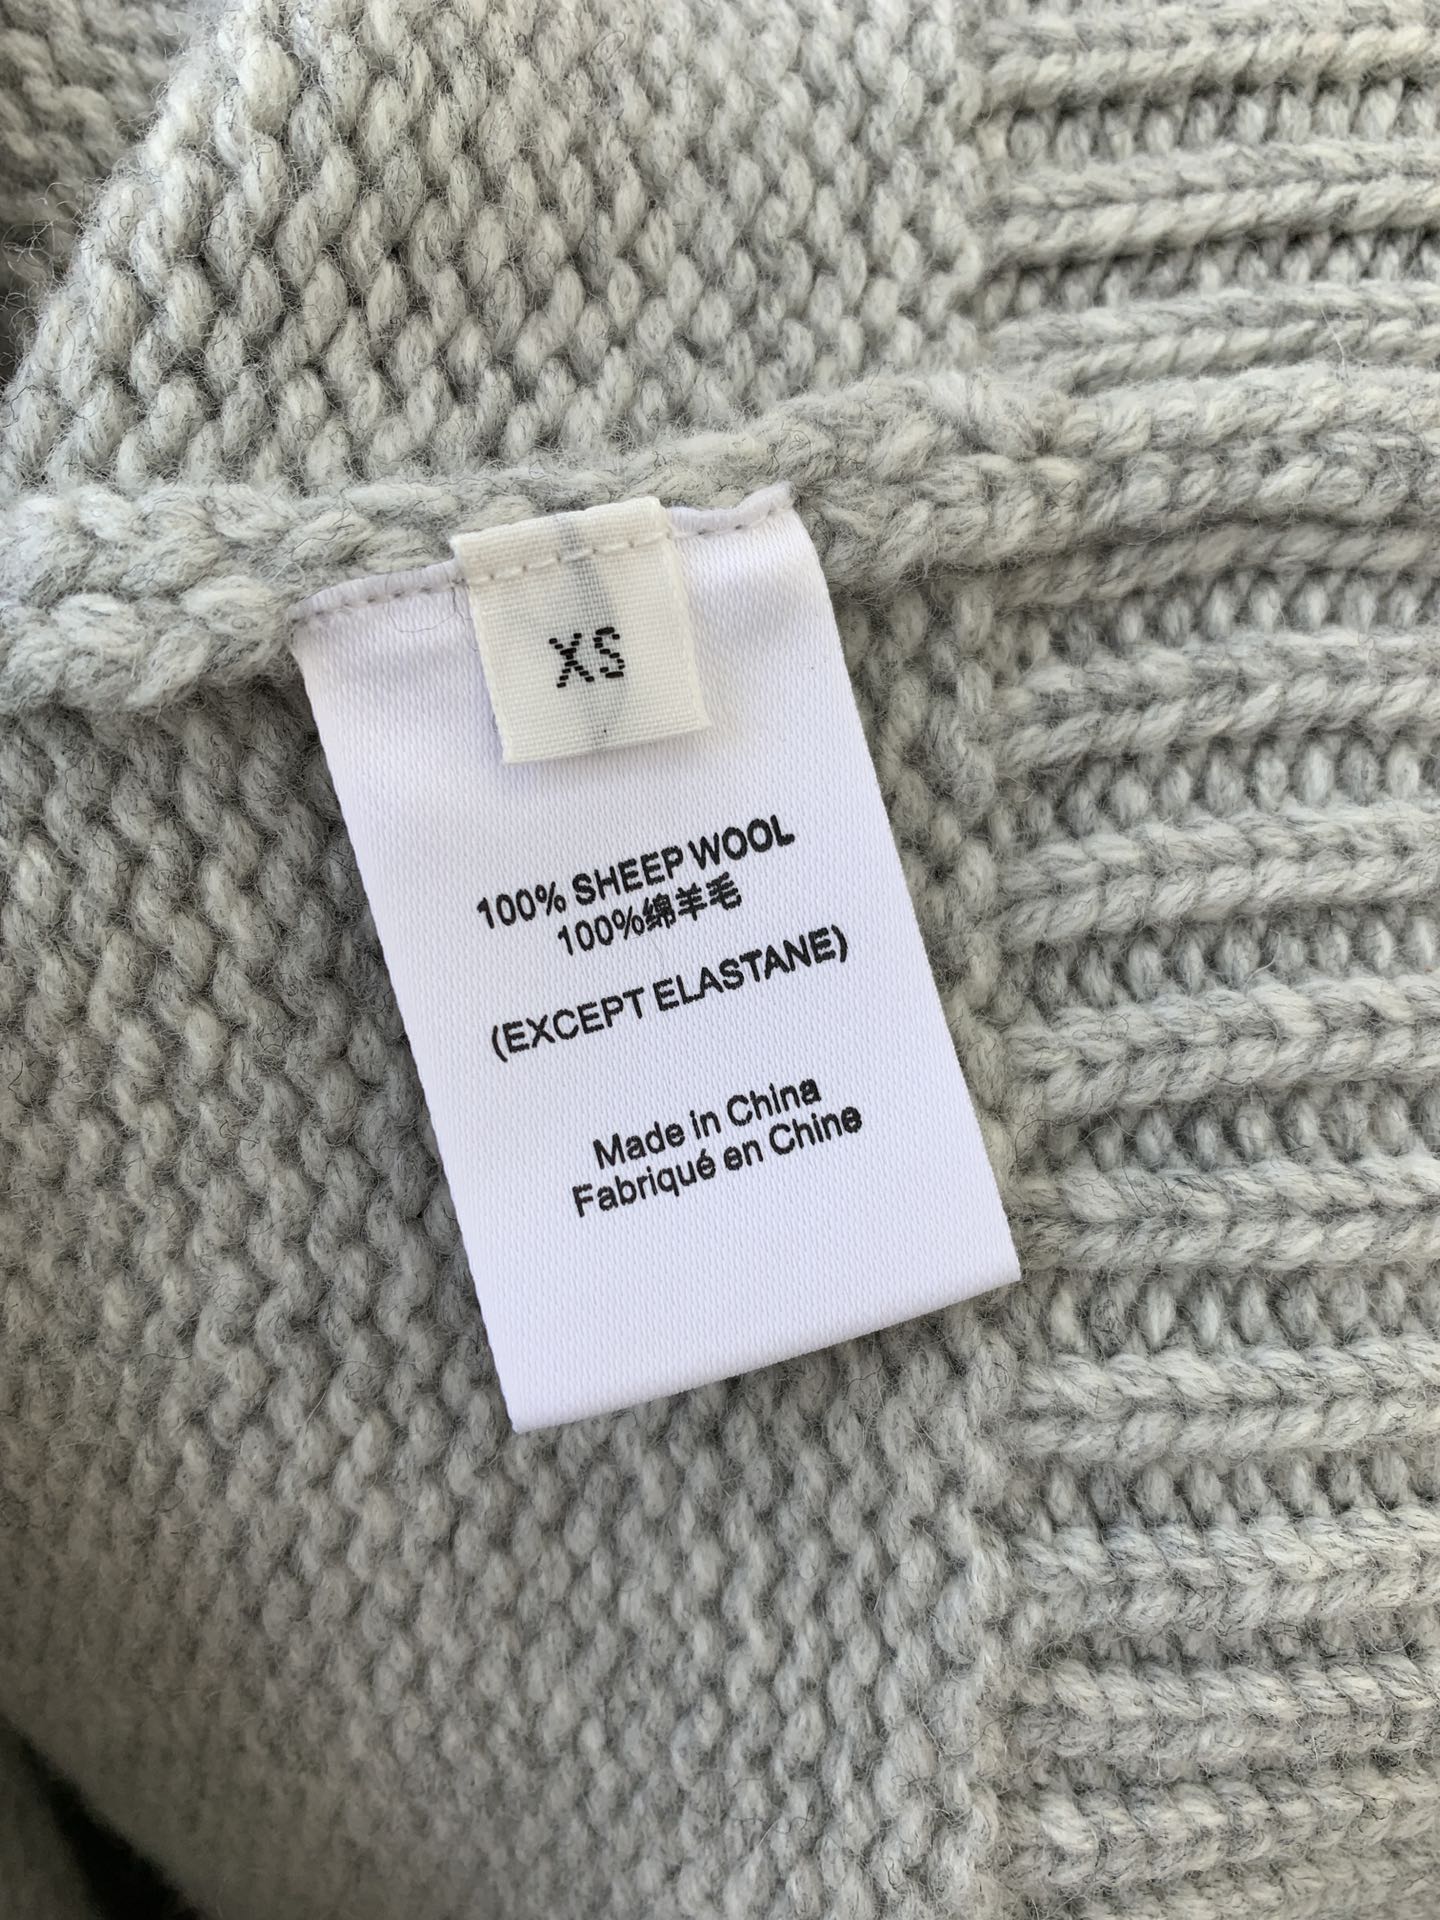 XS
100% SHEEP WOOL
100%绵羊毛
(EXCEPT ELASTANE)
Made in China
Fabriqué en Chine